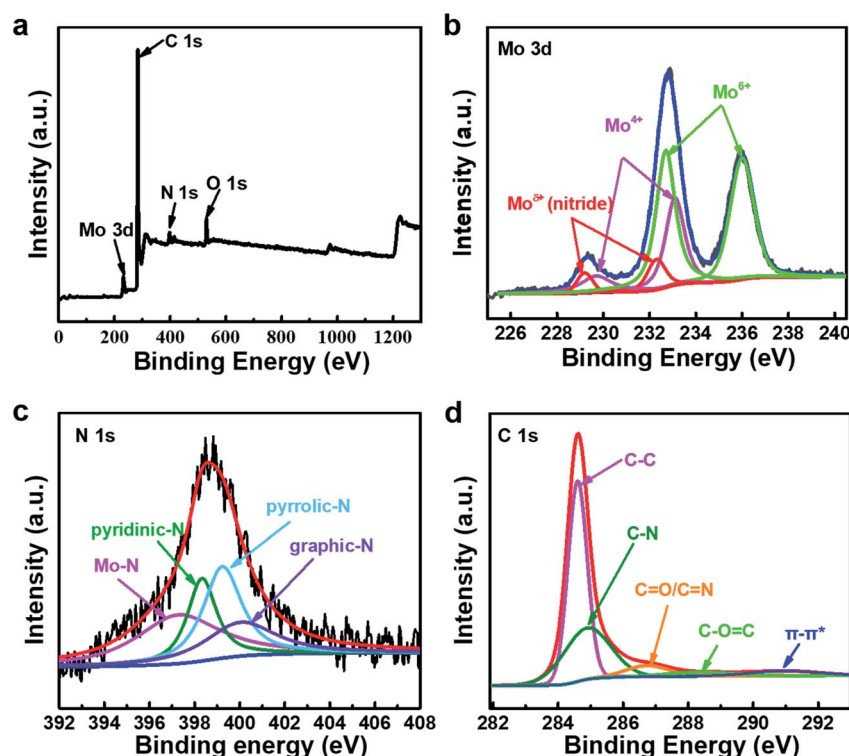 a
C 1s
N 1s
O 1s
Mo 3d
Intensity (a.u.)
0 200 400 600 800 1000 1200
Binding Energy (eV)
b
Mo 3d
Mo⁶⁺
Mo⁴⁺
Mo^δ+ (nitride)
Intensity (a.u.)
226 228 230 232 234 236 238 240
Binding Energy (eV)
c
N 1s
pyridinic-N
pyrrolic-N
Mo-N
graphic-N
Intensity (a.u.)
392 394 396 398 400 402 404 406 408
Binding energy (eV)
d
C 1s
C-C
C-N
C=O/C=N
C-O=C
π-π*
Intensity (a.u.)
282 284 286 288 290 292
Binding energy (eV)